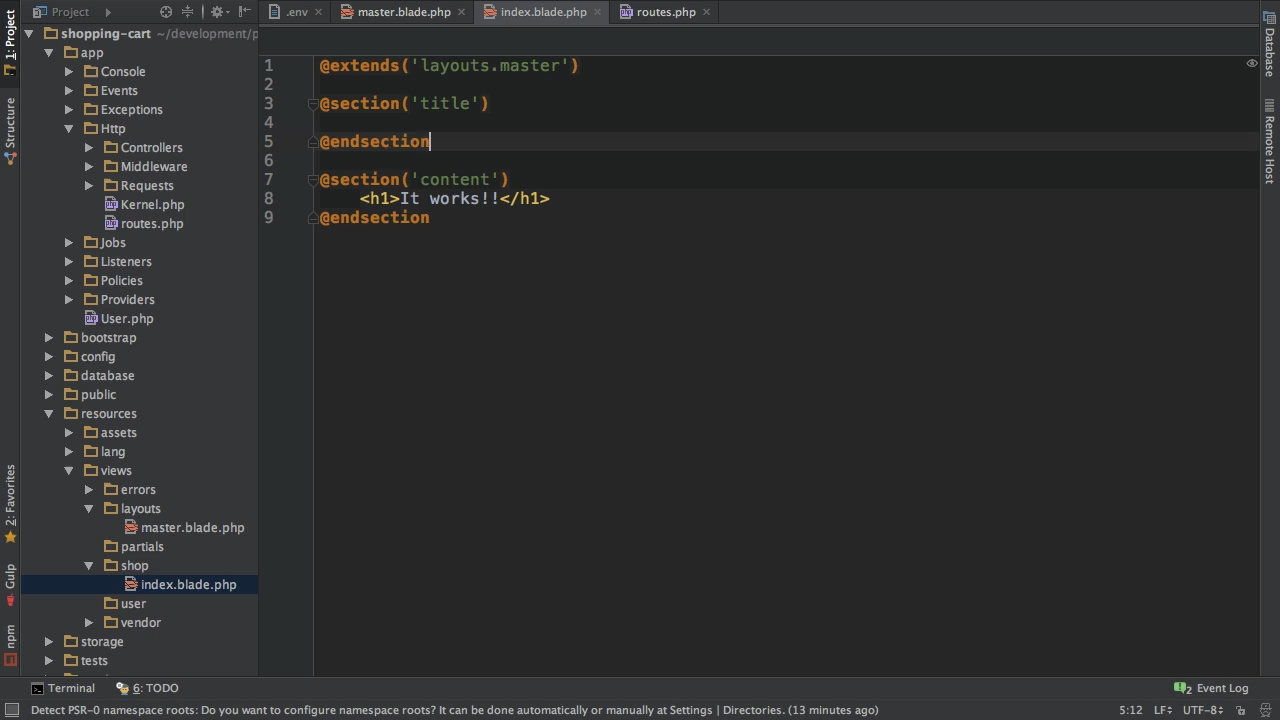 Project
.env
master.blade.php
index.blade.php
routes.php
1: Project
Structure
2: Favorites
Gulp
npm
shopping-cart ~/development/p
app
Console
Events
Exceptions
Http
Controllers
Middleware
Requests
Kernel.php
routes.php
Jobs
Listeners
Policies
Providers
User.php
bootstrap
config
database
public
resources
assets
lang
views
errors
layouts
master.blade.php
partials
shop
index.blade.php
user
vendor
storage
tests
1 @extends('layouts.master')
2
3 @section('title')
4
5 @endsection
6
7 @section('content')
8 <h1>It works!!</h1>
9 @endsection
Database
Remote Host
Terminal
6: TODO
2 Event Log
Detect PSR-0 namespace roots: Do you want to configure namespace roots? It can be done automatically or manually at Settings | Directories. (13 minutes ago)
5:12 LF UTF-8